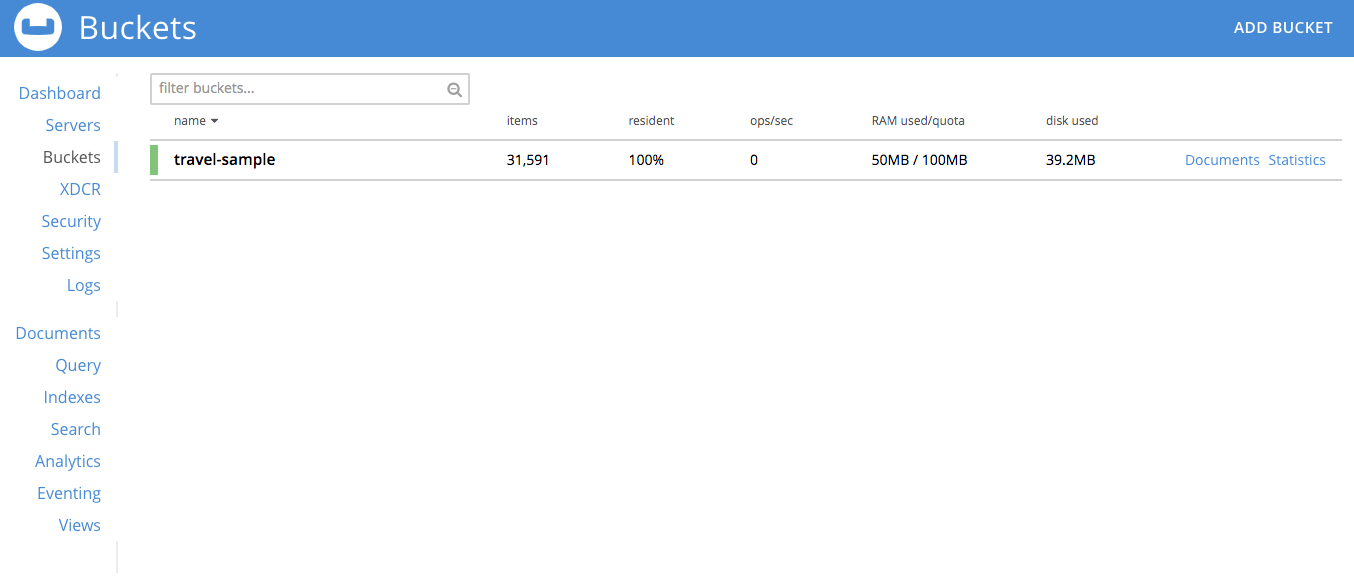 Buckets
ADD BUCKET
Dashboard
Servers
Buckets
XDCR
Security
Settings
Logs
Documents
Query
Indexes
Search
Analytics
Eventing
Views
filter buckets...
name items resident ops/sec RAM used/quota disk used
travel-sample 31,591 100% 0 50MB / 100MB 39.2MB Documents Statistics